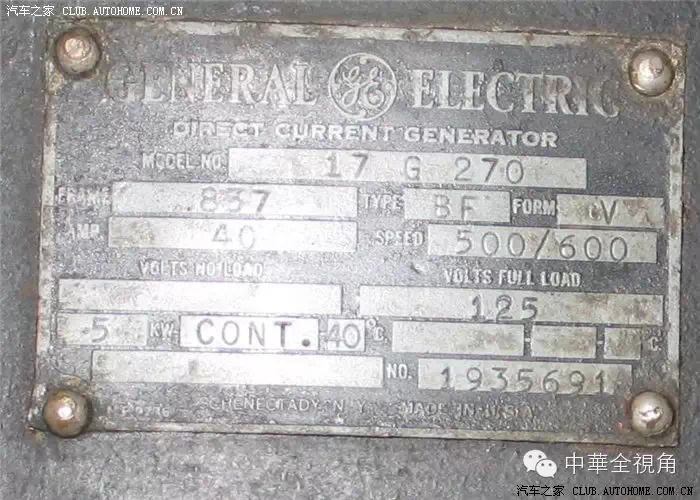 汽车之家 CLUB.AUTOHOME.COM.CN
GENERAL GE ELECTRIC
DIRECT CURRENT GENERATOR
MODEL NO. 17 G 270
FRAME 837 TYPE BF FORM CV
AMP. 40 SPEED 500/600
VOLTS NO LOAD VOLTS FULL LOAD
125
5 KW. CONT. 40 °C. °C.
NO. 1935691
SCHENECTADY, N.Y. MADE IN U.S.A.
中華全視角
汽车之家 CLUB.AUTOHOME.COM.CN